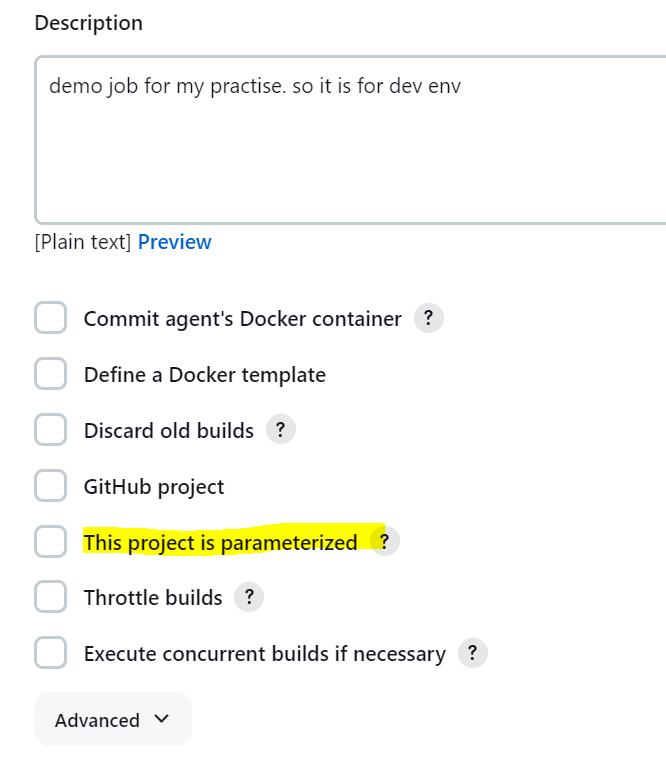 Description
demo job for my practise. so it is for dev env
[Plain text] Preview
Commit agent's Docker container ?
Define a Docker template
Discard old builds ?
GitHub project
This project is parameterized ?
Throttle builds ?
Execute concurrent builds if necessary ?
Advanced